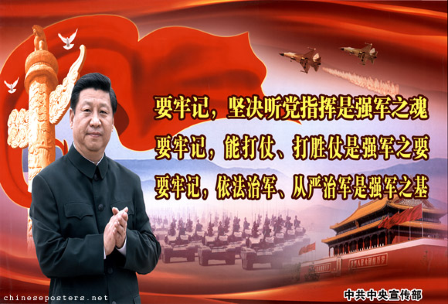 要牢记，坚决听党指挥是强军之魂
要牢记，能打仗、打胜仗是强军之要
要牢记，依法治军、从严治军是强军之基
中共中央宣传部
chineseposters.net